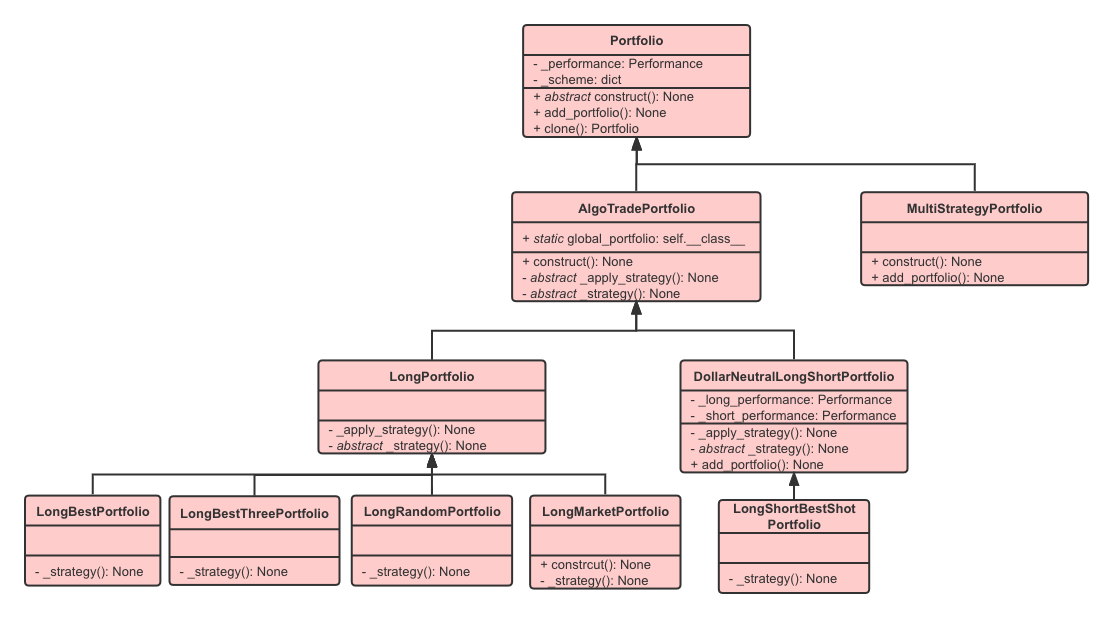 Portfolio
- _performance: Performance
- _scheme: dict
+ abstract construct(): None
+ add_portfolio(): None
+ clone(): Portfolio
AlgoTradePortfolio
+ static global_portfolio: self.__class__
+ construct(): None
- abstract _apply_strategy(): None
- abstract _strategy(): None
MultiStrategyPortfolio
+ construct(): None
+ add_portfolio(): None
LongPortfolio
- _apply_strategy(): None
- abstract _strategy(): None
DollarNeutralLongShortPortfolio
- _long_performance: Performance
- _short_performance: Performance
- _apply_strategy(): None
- abstract _strategy(): None
+ add_portfolio(): None
LongBestPortfolio
- _strategy(): None
LongBestThreePortfolio
- _strategy(): None
LongRandomPortfolio
- _strategy(): None
LongMarketPortfolio
+ constrcut(): None
- _strategy(): None
LongShortBestShot
Portfolio
- _strategy(): None